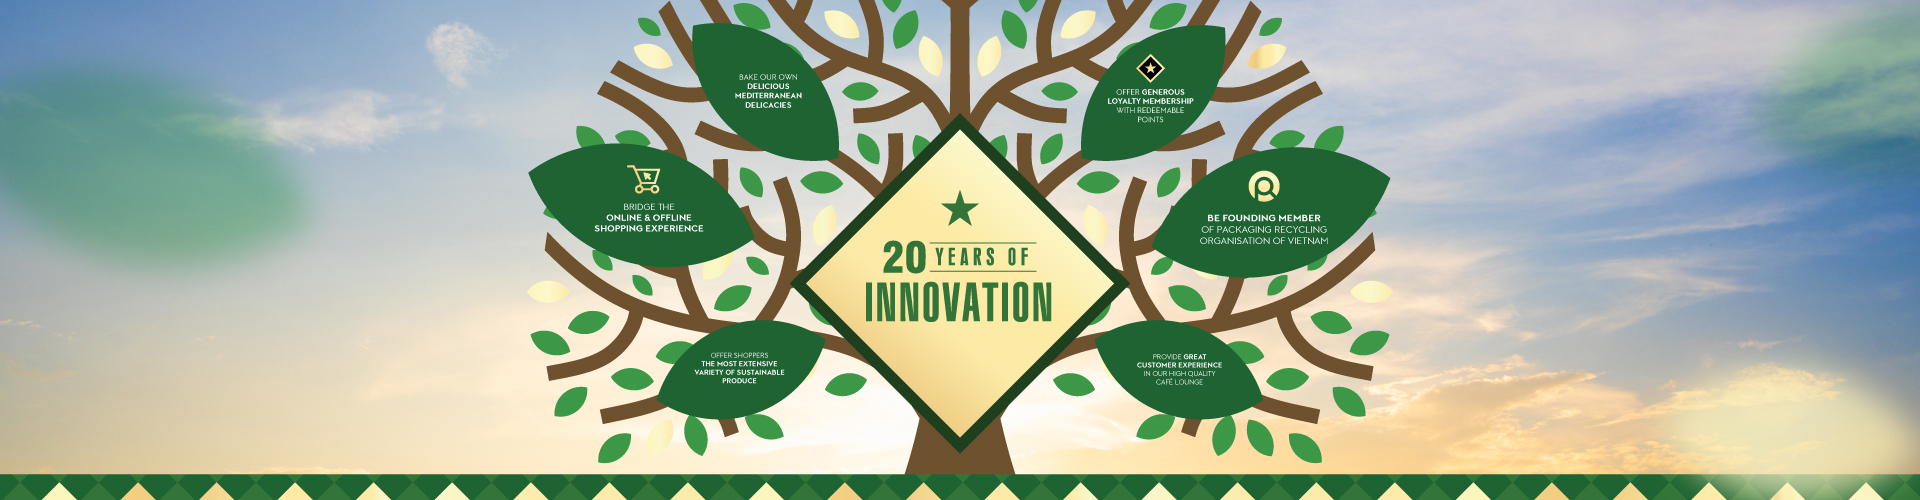 BAKE OUR OWN
DELICIOUS
MEDITERRANEAN
DELICACIES
OFFER GENEROUS
LOYALTY MEMBERSHIP
WITH REDEEMABLE
POINTS
BRIDGE THE
ONLINE & OFFLINE
SHOPPING EXPERIENCE
BE FOUNDING MEMBER
OF PACKAGING RECYCLING
ORGANISATION OF VIETNAM
20 YEARS OF
INNOVATION
OFFER SHOPPERS
THE MOST EXTENSIVE
VARIETY OF SUSTAINABLE
PRODUCE
PROVIDE GREAT
CUSTOMER EXPERIENCE
IN OUR HIGH QUALITY
CAFÉ LOUNGE